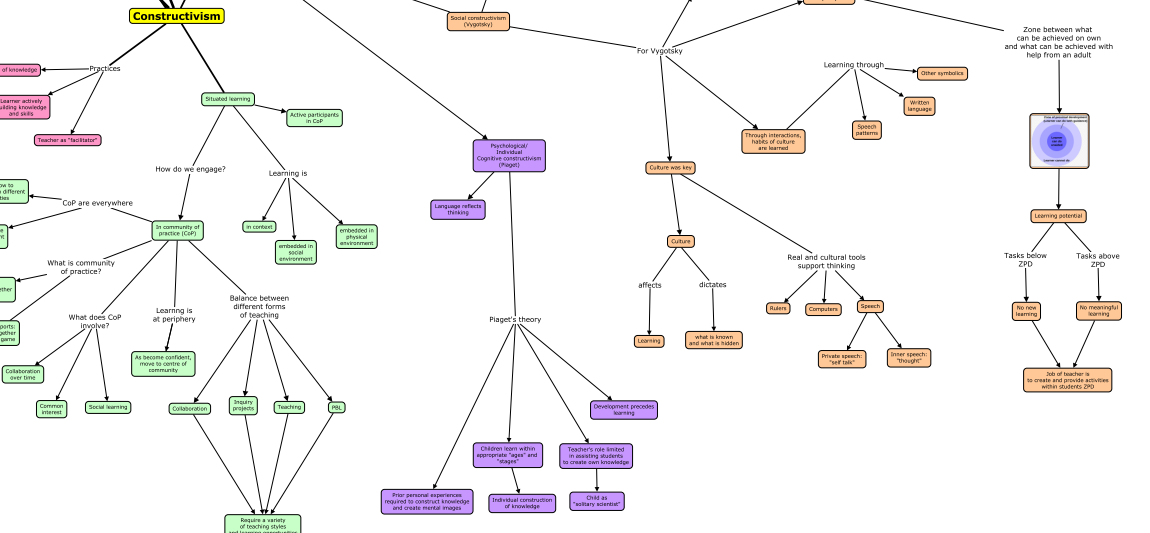 Constructivism
Social constructivism
(Vygotsky)
For Vygotsky
Zone between what
can be achieved on own
and what can be achieved with
help from an adult
of knowledge
Practices
Learner actively
building knowledge
and skills
Teacher as "facilitator"
Situated learning
Active participants
in CoP
Learning through
Other symbolics
Written
language
Speech
patterns
Through interactions,
habits of culture
are learned
Psychological/
Individual
Cognitive constructivism
(Piaget)
Language reflects
thinking
Culture was key
How do we engage?
Learning is
in context
embedded in
social
environment
embedded in
physical
environment
different
CoP are everywhere
In community of
practice (CoP)
What is community
of practice?
What does CoP
involve?
Learnng is
at periphery
Balance between
different forms
of teaching
As become confident,
move to centre of
community
Collaboration
over time
Common
interest
Social learning
Collaboration
Inquiry
projects
Teaching
PBL
Require a variety
of teaching styles
Piaget's theory
Development precedes
learning
Children learn within
appropriate "ages" and
"stages"
Teacher's role limited
in assisting students
to create own knowledge
Prior personal experiences
required to construct knowledge
and create mental images
Individual construction
of knowledge
Child as
"solitary scientist"
Culture
affects
dictates
Learning
what is known
and what is hidden
Real and cultural tools
support thinking
Rulers
Computers
Speech
Private speech:
"self talk"
Inner speech:
"thought"
Learning potential
Tasks below
ZPD
Tasks above
ZPD
No new
learning
No meaningful
learning
Job of teacher is
to create and provide activities
within students ZPD